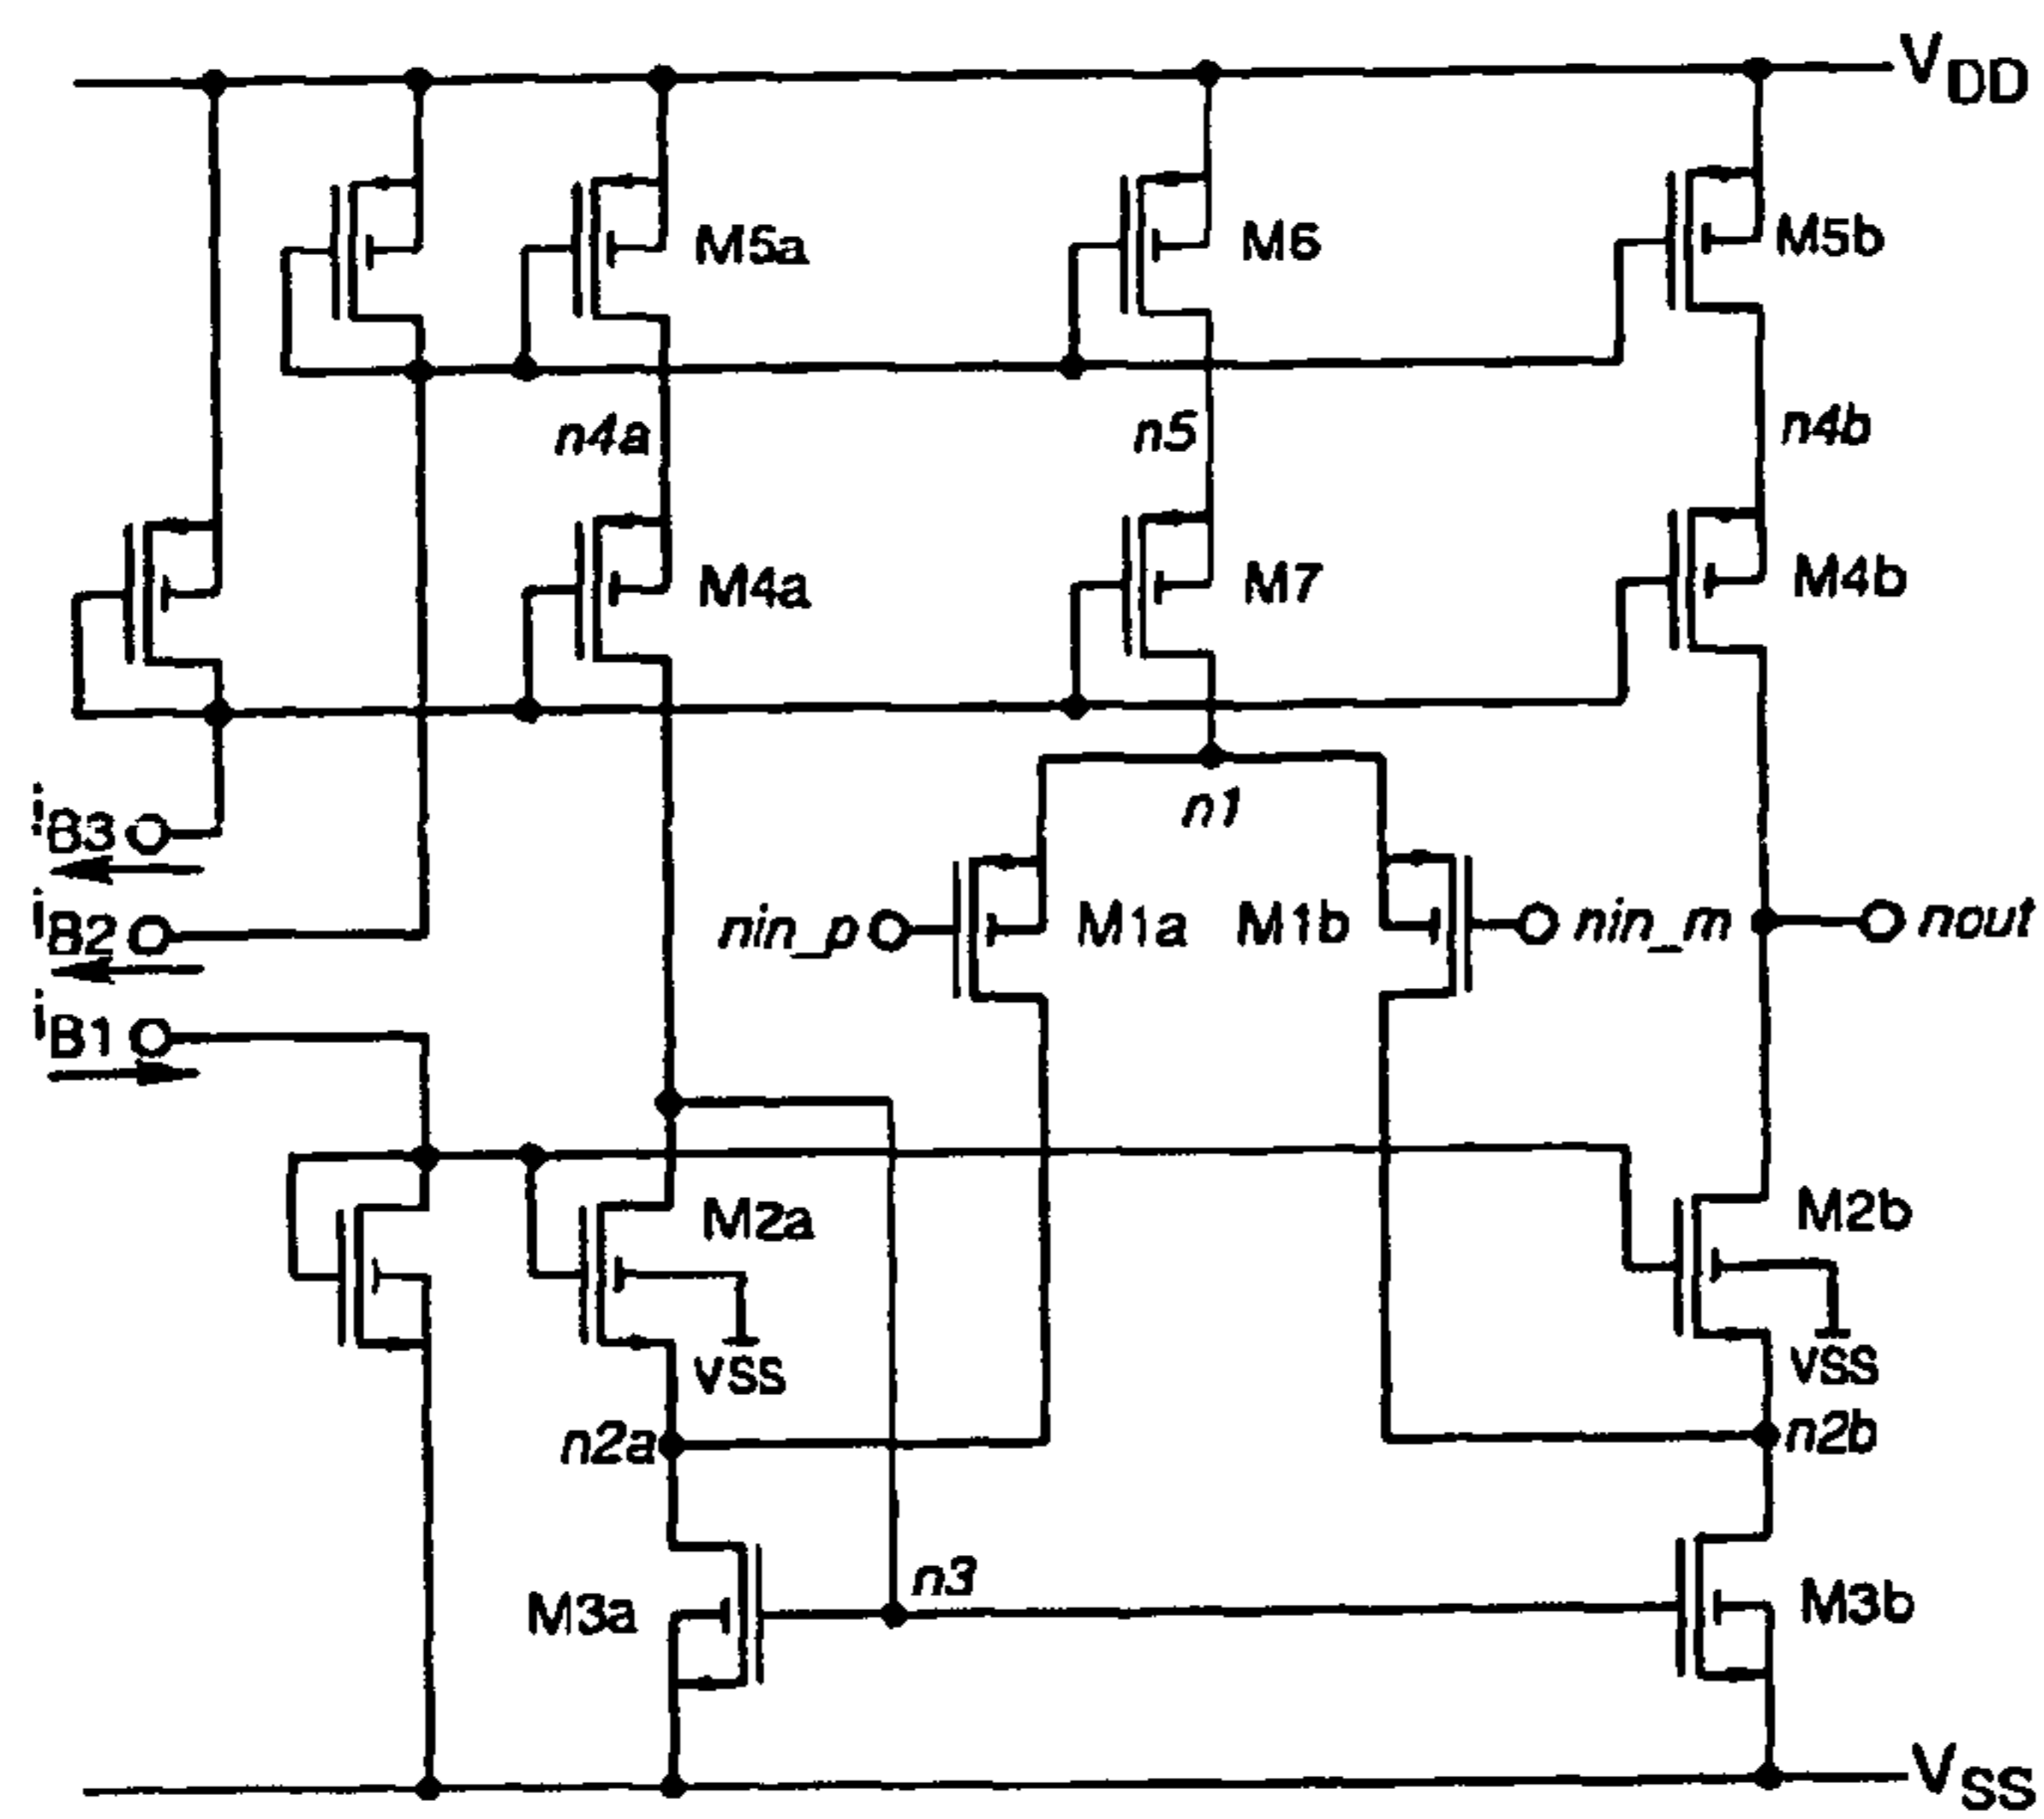 VDD
M5a
M6
M5b
n4a
n5
n4b
M4a
M7
M4b
iB3
n1
iB2
nin_p
M1a
M1b
nin_m
nout
iB1
M2a
M2b
vss
vss
n2a
n2b
n3
M3a
M3b
VSS